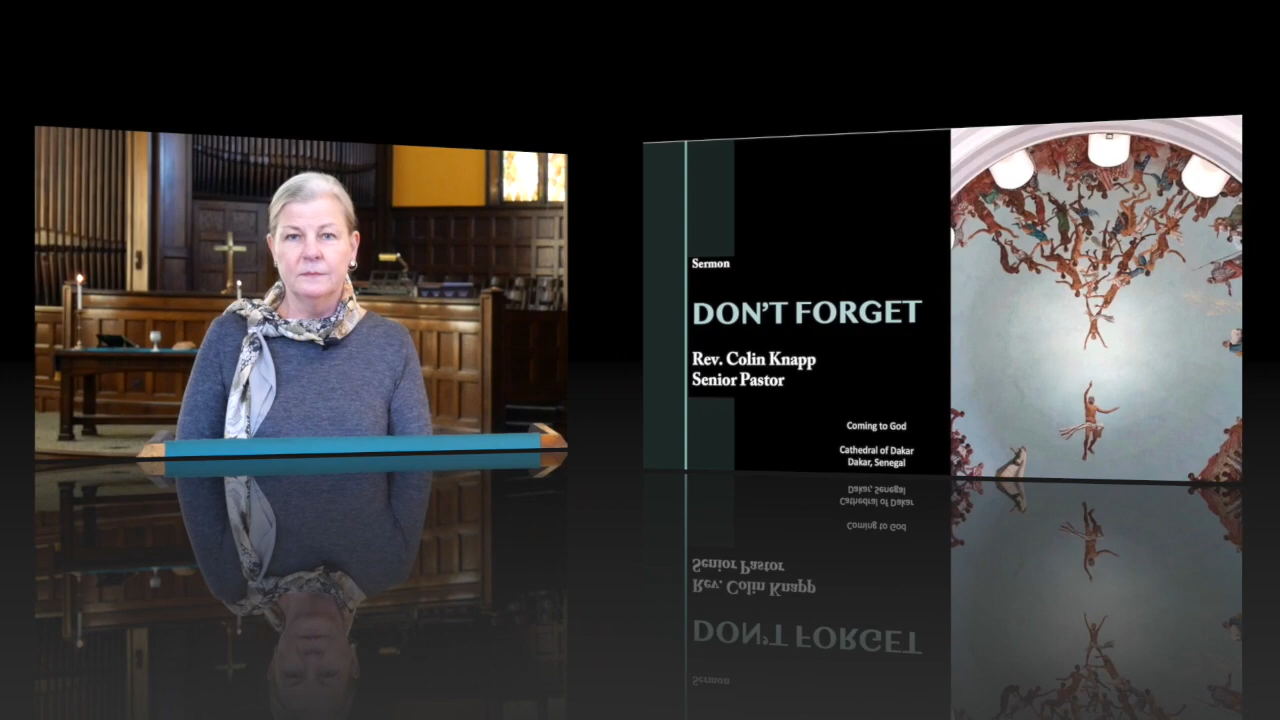 Sermon
DON'T FORGET
Rev. Colin Knapp
Senior Pastor
Coming to God
Cathedral of Dakar
Dakar, Senegal